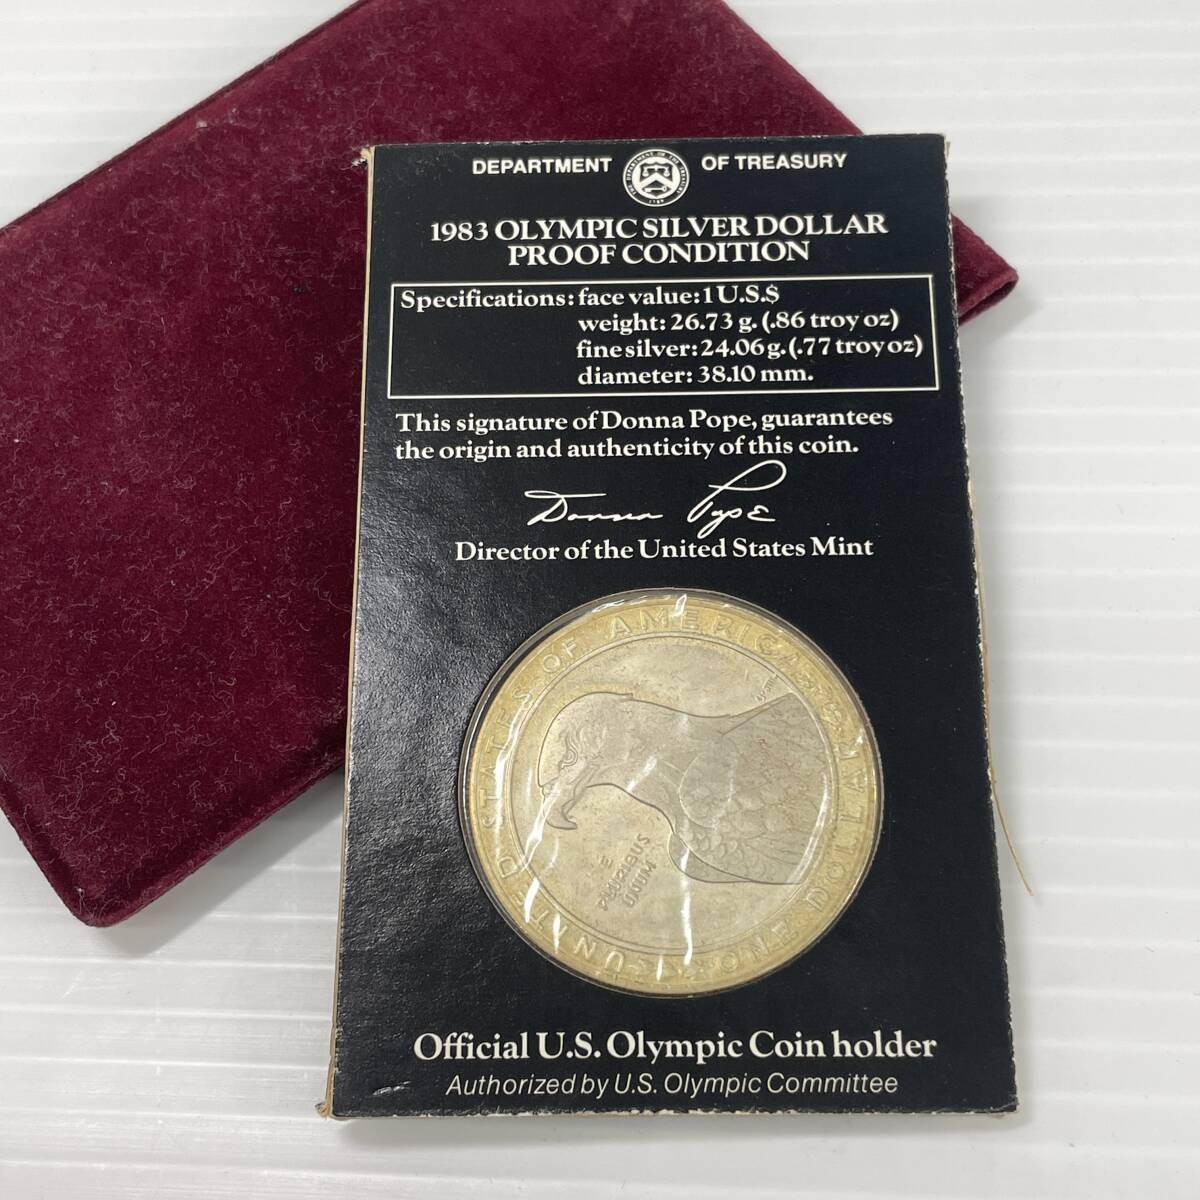 DEPARTMENT OF TREASURY
1983 OLYMPIC SILVER DOLLAR
PROOF CONDITION
Specifications: face value: 1 U.S.$
weight: 26.73 g. (.86 troy oz)
fine silver: 24.06 g. (.77 troy oz)
diameter: 38.10 mm.
This signature of Donna Pope, guarantees
the origin and authenticity of this coin.
Donna Pope
Director of the United States Mint
UNITED STATES OF AMERICA
E
PLURIBUS
UNUM
ONE DOLLAR
Official U.S. Olympic Coin holder
Authorized by U.S. Olympic Committee